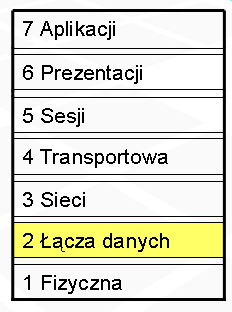 7 Aplikacji
6 Prezentacji
5 Sesji
4 Transportowa
3 Sieci
2 Łącza danych
1 Fizyczna